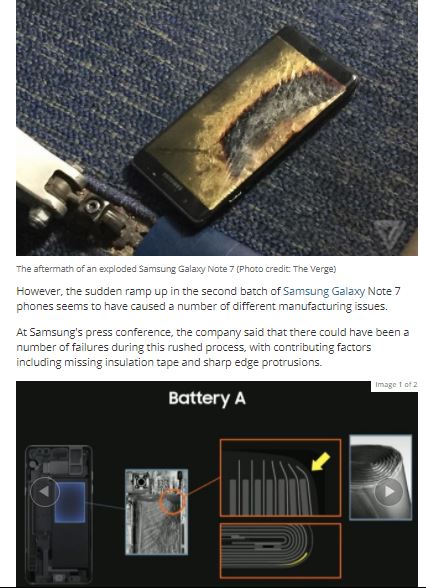 SAMSUNG
The aftermath of an exploded Samsung Galaxy Note 7 (Photo credit: The Verge)
However, the sudden ramp up in the second batch of Samsung Galaxy Note 7
phones seems to have caused a number of different manufacturing issues.
At Samsung's press conference, the company said that there could have been a
number of failures during this rushed process, with contributing factors
including missing insulation tape and sharp edge protrusions.
Image 1 of 2
Battery A